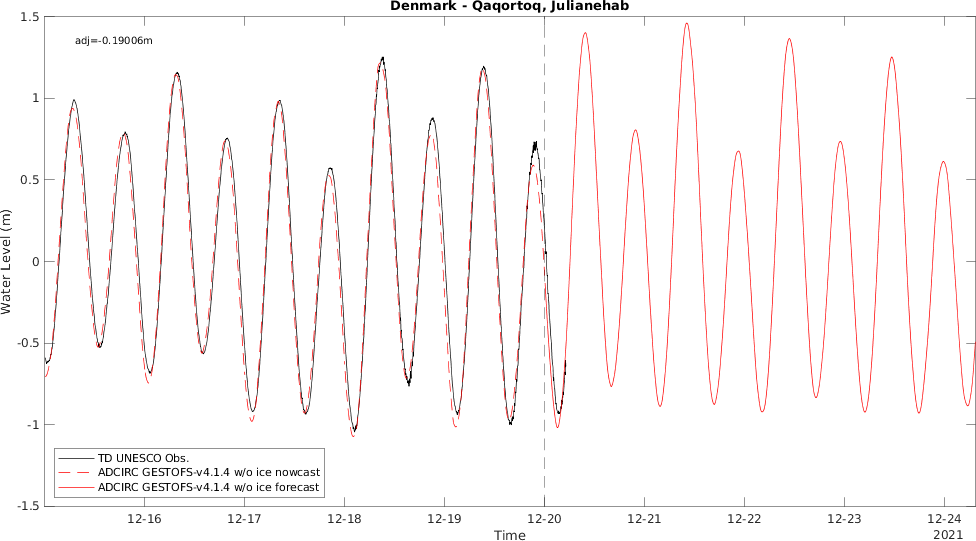 Denmark - Qaqortoq, Julianehab
adj=-0.19006m
1.5
1
0.5
0
-0.5
-1
-1.5
Water Level (m)
TD UNESCO Obs.
ADCIRC GESTOFS-v4.1.4 w/o ice nowcast
ADCIRC GESTOFS-v4.1.4 w/o ice forecast
12-16 12-17 12-18 12-19 12-20 12-21 12-22 12-23 12-24
2021
Time